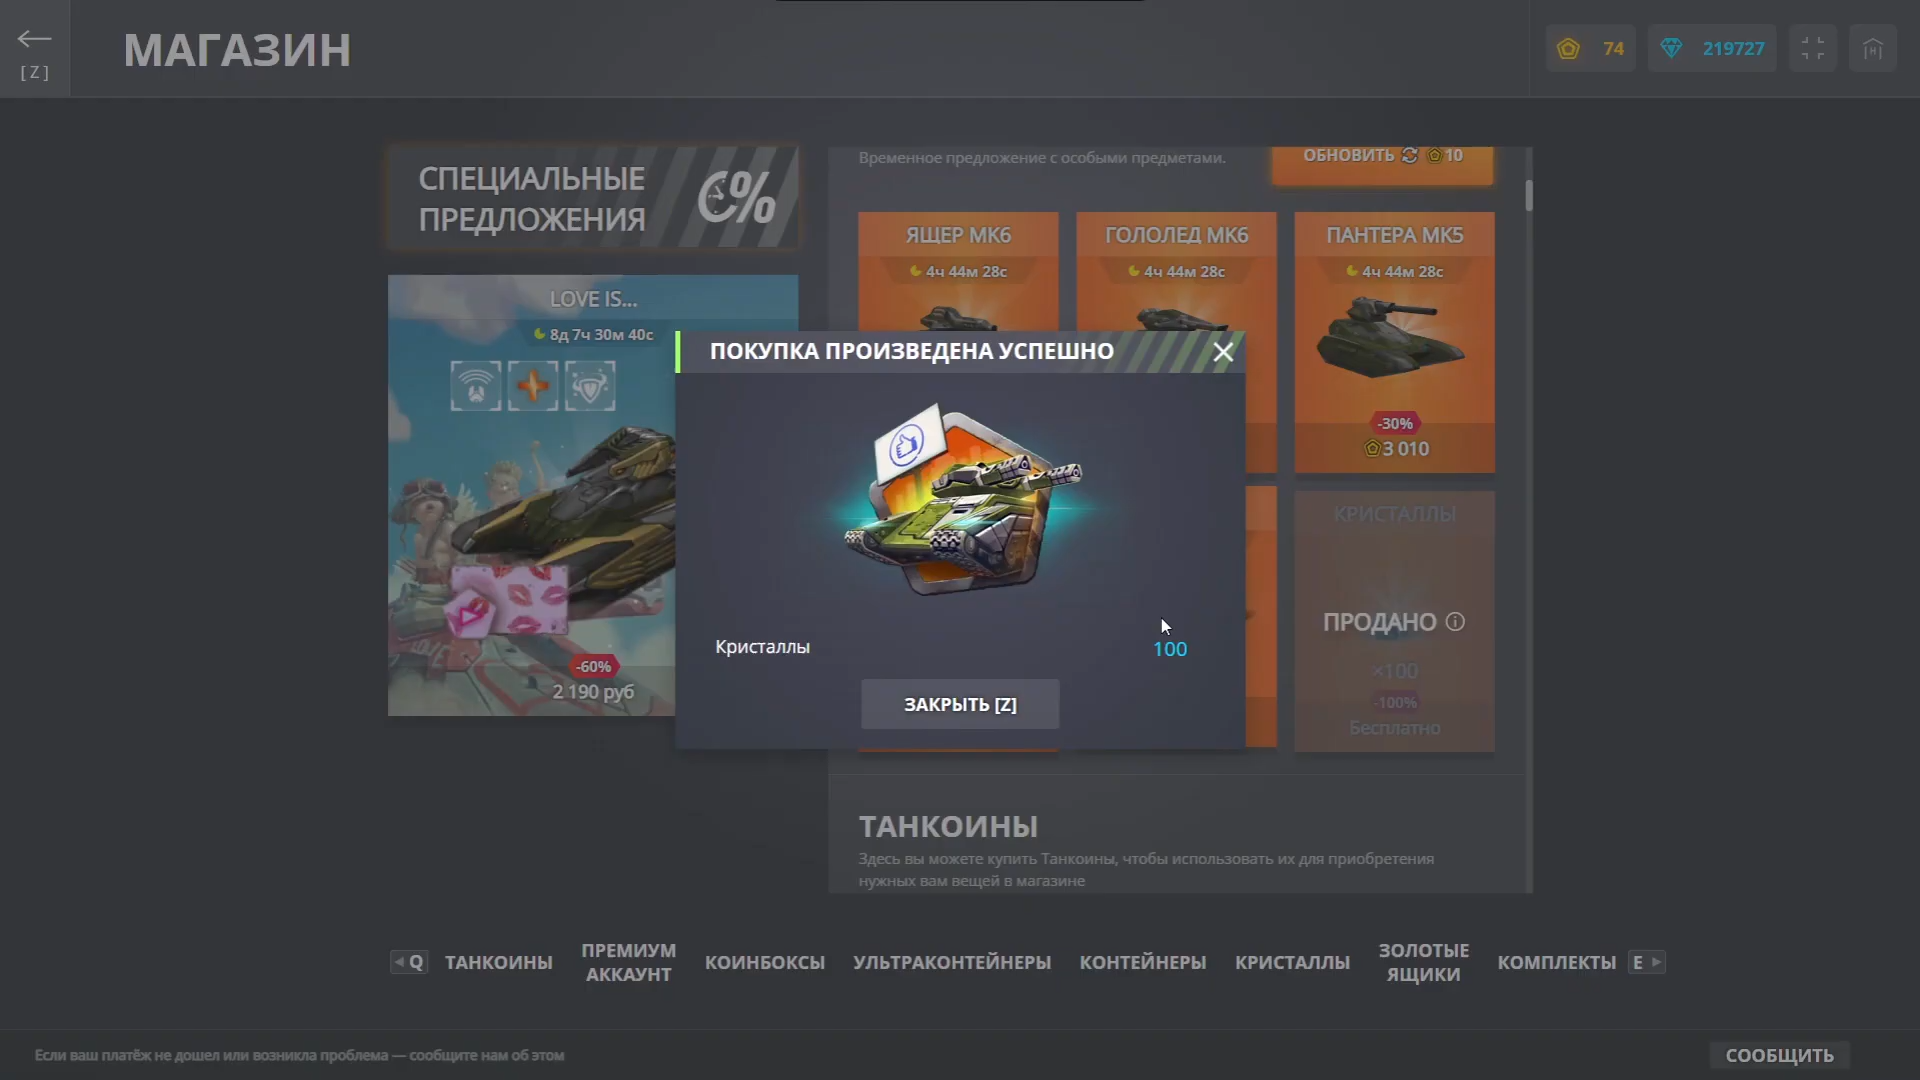 [ Z ]
МАГАЗИН
74
219727
СПЕЦИАЛЬНЫЕ
ПРЕДЛОЖЕНИЯ
%
LOVE IS...
8д 7ч 30м 40с
-60%
2 190 руб
Временное предложение с особыми предметами.
ОБНОВИТЬ 10
ЯЩЕР МК6
4ч 44м 28с
ГОЛОЛЕД МК6
4ч 44м 28с
ПАНТЕРА МК5
4ч 44м 28с
-30%
3 010
КРИСТАЛЛЫ
ПРОДАНО
×100
-100%
Бесплатно
ПОКУПКА ПРОИЗВЕДЕНА УСПЕШНО
Кристаллы
100
ЗАКРЫТЬ [Z]
ТАНКОИНЫ
Здесь вы можете купить Танкоины, чтобы использовать их для приобретения
нужных вам вещей в магазине
Q
ТАНКОИНЫ
ПРЕМИУМ
АККАУНТ
КОИНБОКСЫ
УЛЬТРАКОНТЕЙНЕРЫ
КОНТЕЙНЕРЫ
КРИСТАЛЛЫ
ЗОЛОТЫЕ
ЯЩИКИ
КОМПЛЕКТЫ
E
Если ваш платёж не дошел или возникла проблема — сообщите нам об этом
СООБЩИТЬ